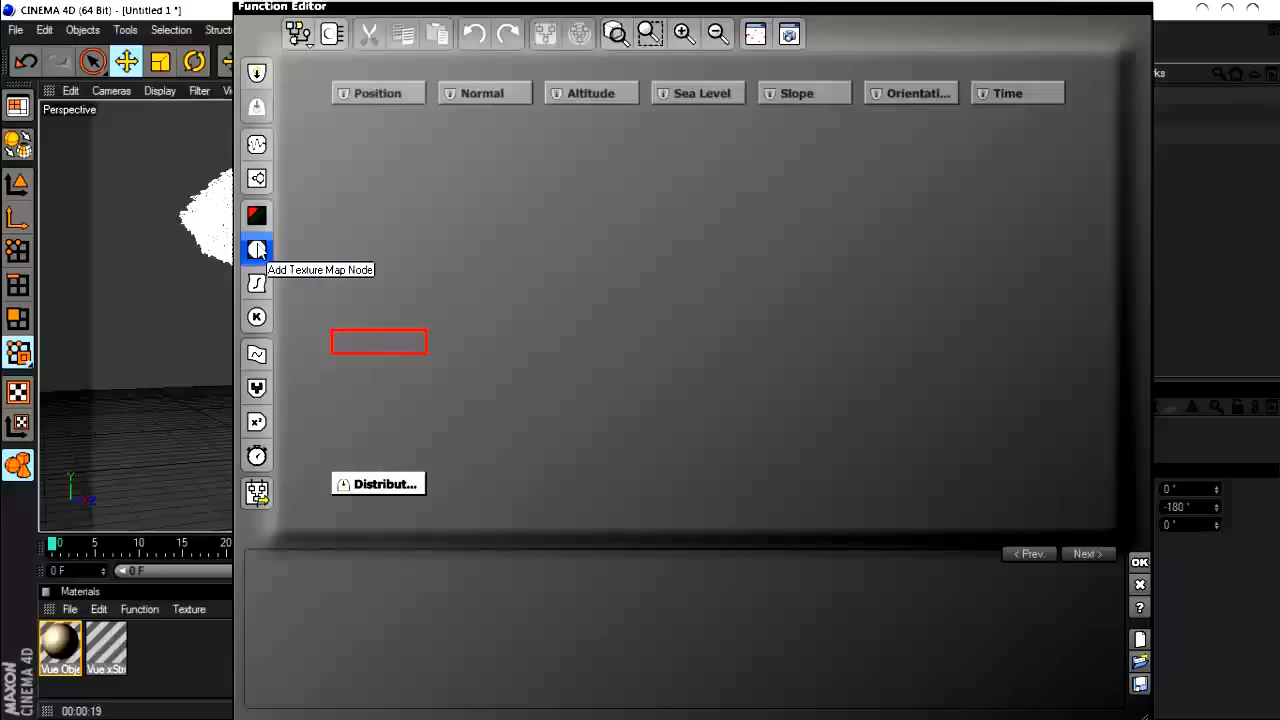 CINEMA 4D (64 Bit) - [Untitled 1 *]
Function Editor
File Edit Objects Tools Selection Struct
Edit Cameras Display Filter
Perspective
Position Normal Altitude Sea Level Slope Orientati... Time
Add Texture Map Node
Distribut...
0 5 10 15 20
0 F 0 F
0 °
-180 °
0 °
< Prev. Next >
OK
?
Materials
File Edit Function Texture
Vue Obje Vue xStr
MAXON
CINEMA 4D
00:00:19